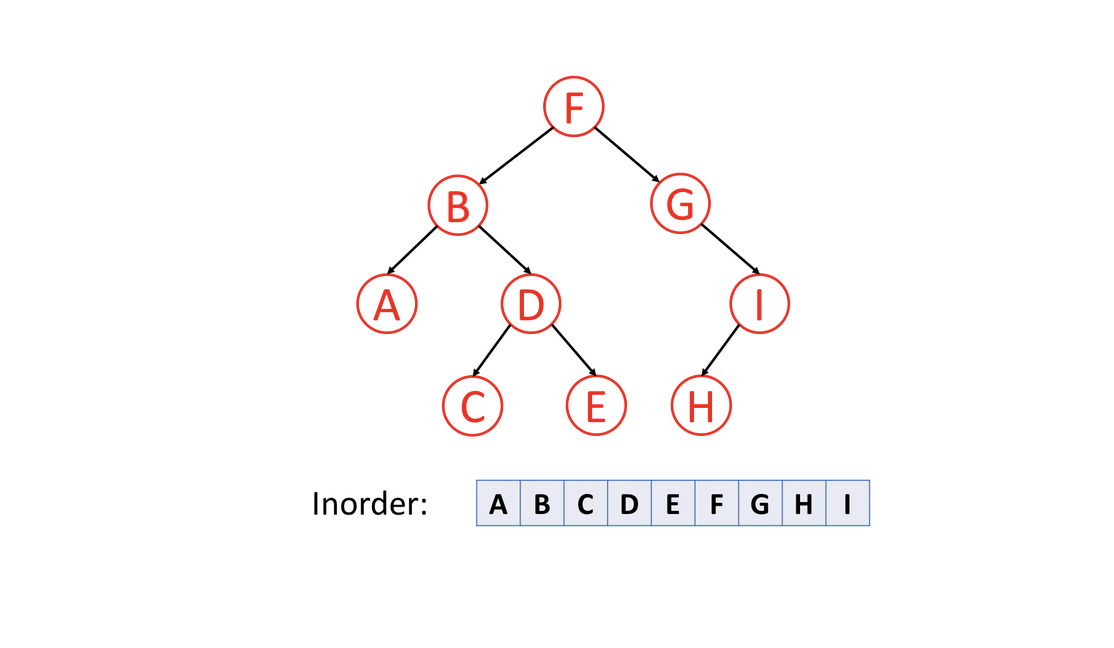 F
B G
A D I
C E H
Inorder: A B C D E F G H I